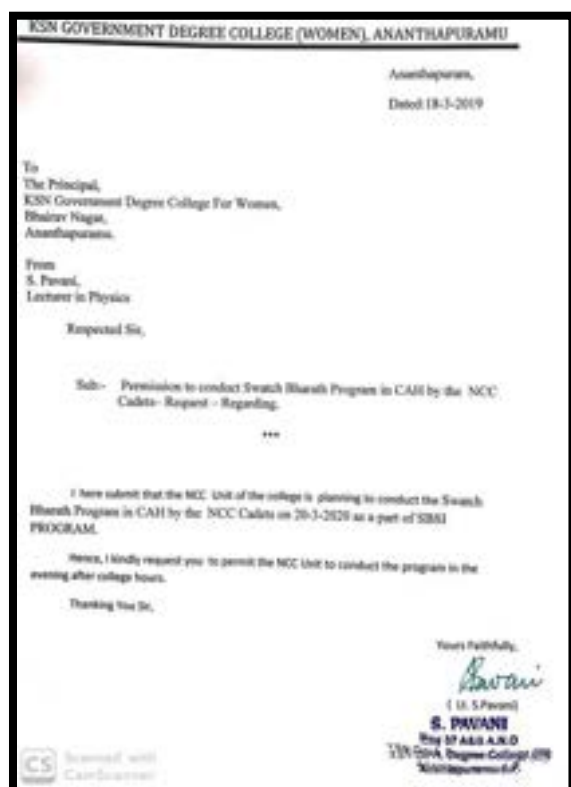 KSN GOVERNMENT DEGREE COLLEGE (WOMEN), ANANTHAPURAMU
Ananthapuram,
Dated:18-3-2019
To
The Principal,
KSN Government Degree College For Women,
Bhairav Nagar,
Ananthapuramu.
From
S. Pavani,
Lecturer in Physics
Respected Sir,
Sub:- Permission to conduct Swatch Bharath Program in CAH by the NCC
Cadets- Request – Regarding.
***
I here submit that the NCC Unit of the college is planning to conduct the Swatch
Bharath Program in CAH by the NCC Cadets on 20-3-2020 as a part of SBSI
PROGRAM.
Hence, I kindly request you to permit the NCC Unit to conduct the program in the
evening after college hours.
Thanking You Sir,
Yours Faithfully,
Pavani
( Lt. S.Pavani)
S. PAVANI
Degree College
CS Scanned with
CamScanner